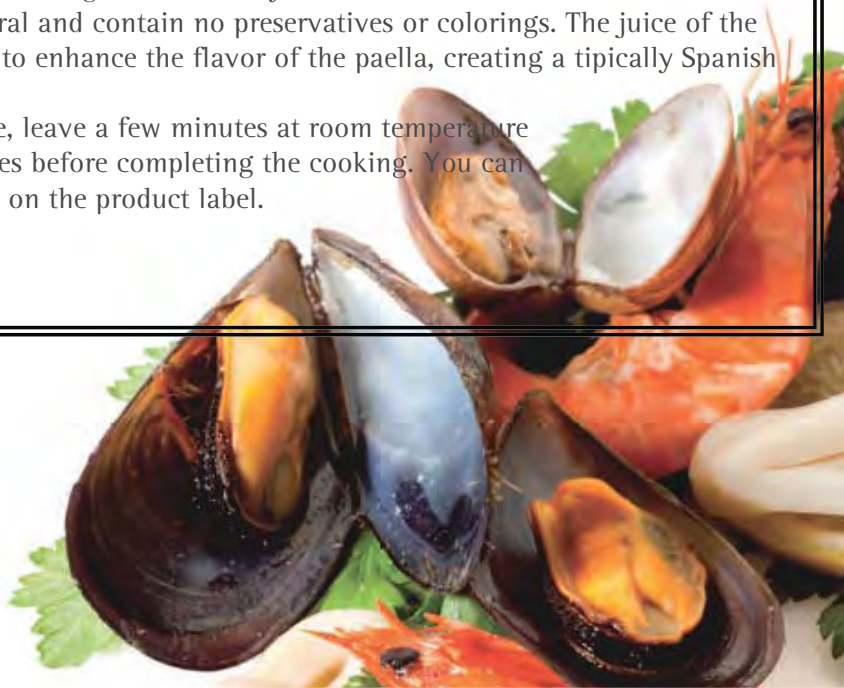 ral and contain no preservatives or colorings. The juice of the
to enhance the flavor of the paella, creating a tipically Spanish
e, leave a few minutes at room temperature
es before completing the cooking. You can
on the product label.